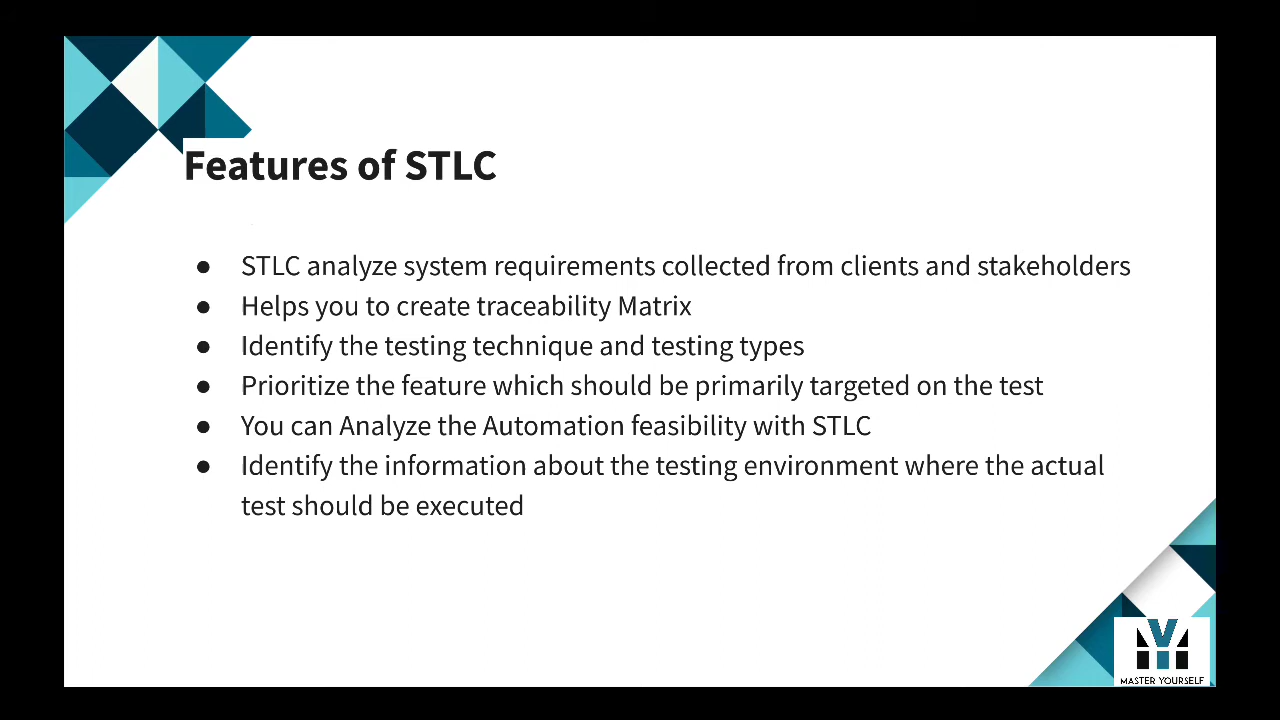 Features of STLC
● STLC analyze system requirements collected from clients and stakeholders
● Helps you to create traceability Matrix
● Identify the testing technique and testing types
● Prioritize the feature which should be primarily targeted on the test
● You can Analyze the Automation feasibility with STLC
● Identify the information about the testing environment where the actual
test should be executed
MY
MASTER YOURSELF